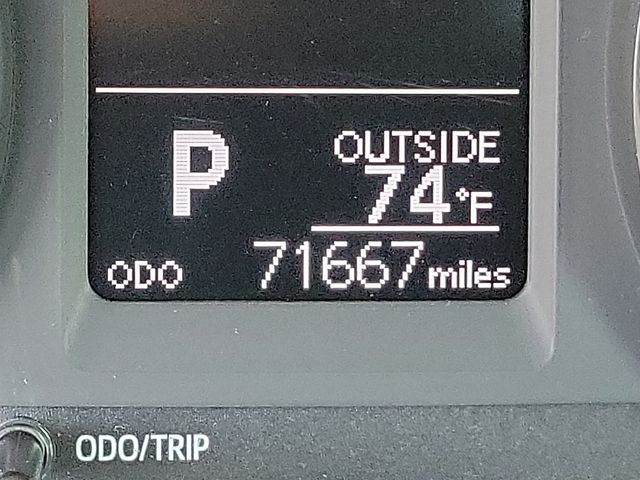 P
OUTSIDE
74°F
ODO 71667 miles
ODO/TRIP